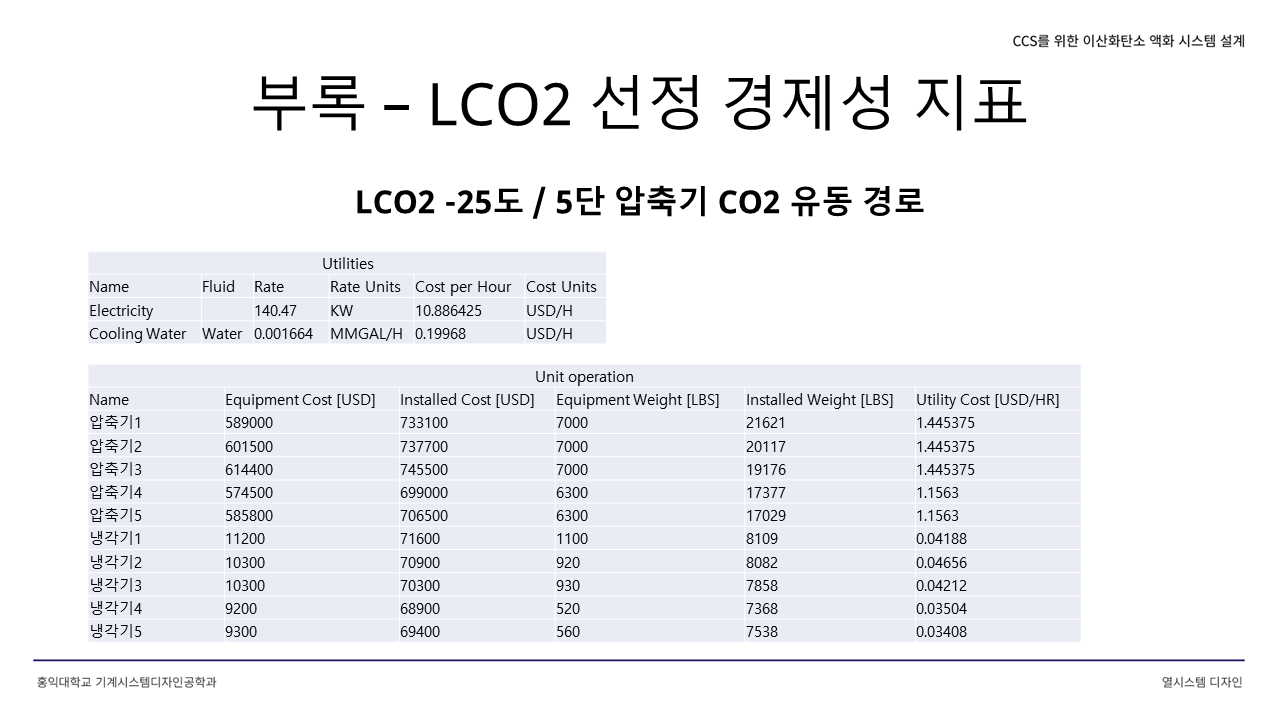 CCS를 위한 이산화탄소 액화 시스템 설계
부록 – LCO2 선정 경제성 지표
LCO2 -25도 / 5단 압축기 CO2 유동 경로
Utilities
Name Fluid Rate Rate Units Cost per Hour Cost Units
Electricity 140.47 KW 10.886425 USD/H
Cooling Water Water 0.001664 MMGAL/H 0.19968 USD/H
Unit operation
Name Equipment Cost [USD] Installed Cost [USD] Equipment Weight [LBS] Installed Weight [LBS] Utility Cost [USD/HR]
압축기1 589000 733100 7000 21621 1.445375
압축기2 601500 737700 7000 20117 1.445375
압축기3 614400 745500 7000 19176 1.445375
압축기4 574500 699000 6300 17377 1.1563
압축기5 585800 706500 6300 17029 1.1563
냉각기1 11200 71600 1100 8109 0.04188
냉각기2 10300 70900 920 8082 0.04656
냉각기3 10300 70300 930 7858 0.04212
냉각기4 9200 68900 520 7368 0.03504
냉각기5 9300 69400 560 7538 0.03408
홍익대학교 기계시스템디자인공학과
열시스템 디자인